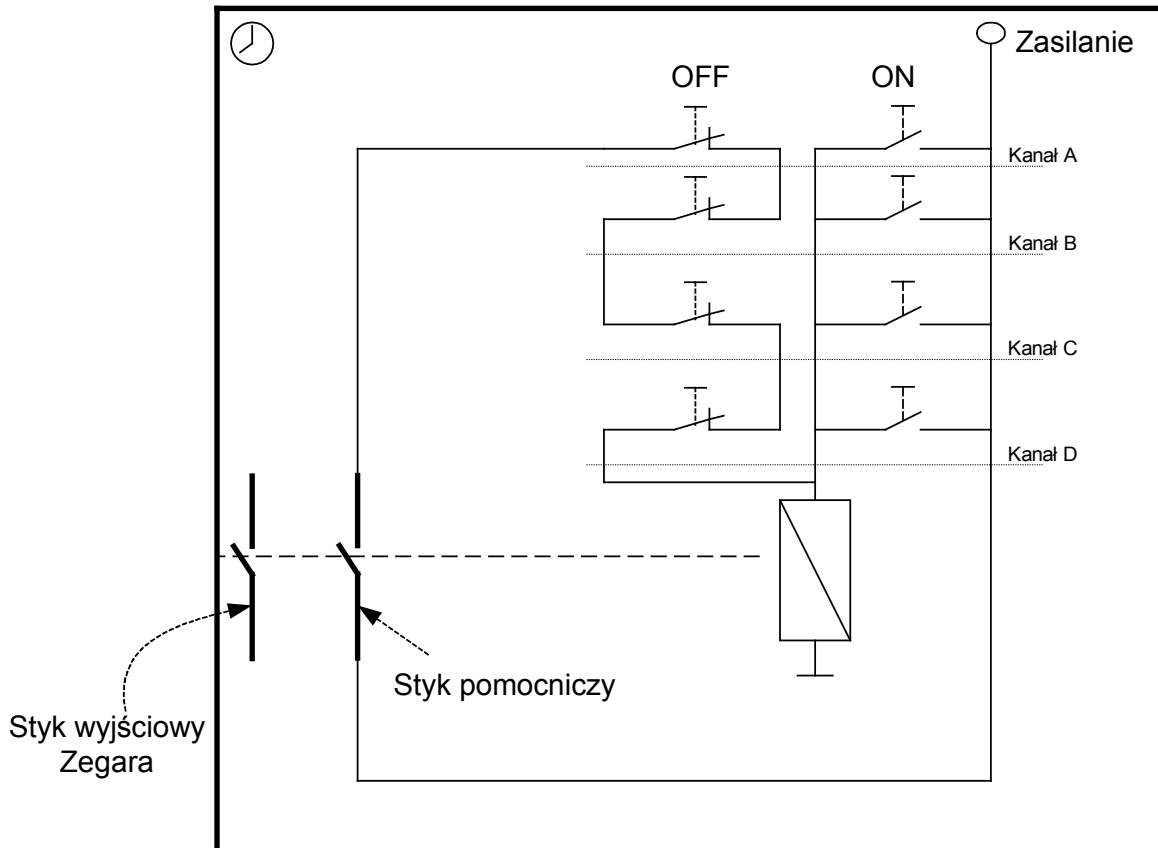 Zasilanie
OFF
ON
Kanał A
Kanał B
Kanał C
Kanał D
Styk pomocniczy
Styk wyjściowy
Zegara